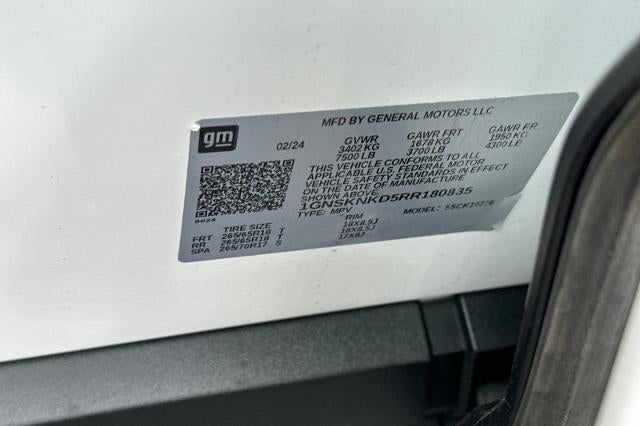 MFD BY GENERAL MOTORS LLC
gm
02/24
GVWR GAWR FRT GAWR RR
3402 KG 1678 KG 1950 KG
7500 LB 3700 LB 4300 LB
THIS VEHICLE CONFORMS TO ALL
APPLICABLE U.S. FEDERAL MOTOR
VEHICLE SAFETY STANDARDS IN EFFECT
ON THE DATE OF MANUFACTURE
SHOWN ABOVE.
1GNSKNKD5RR180835
TYPE: MPV MODEL:
8624
TIRE SIZE RIM
FRT 265/65R18 T 18X8.5J
RR 265/65R18 T 18X8.5J
SPA 265/70R17 S 17X8J